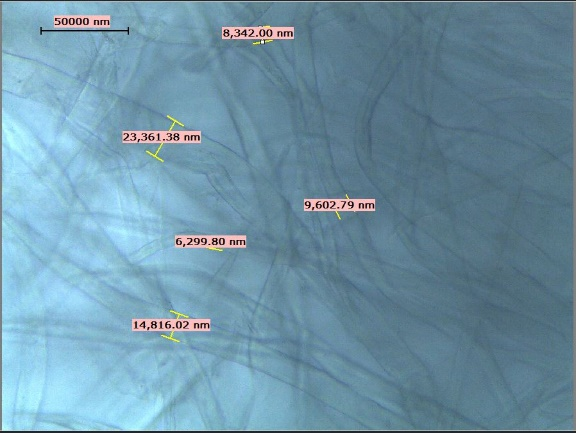 50000 nm
8,342.00 nm
23,361.38 nm
9,602.79 nm
6,299.80 nm
14,816.02 nm